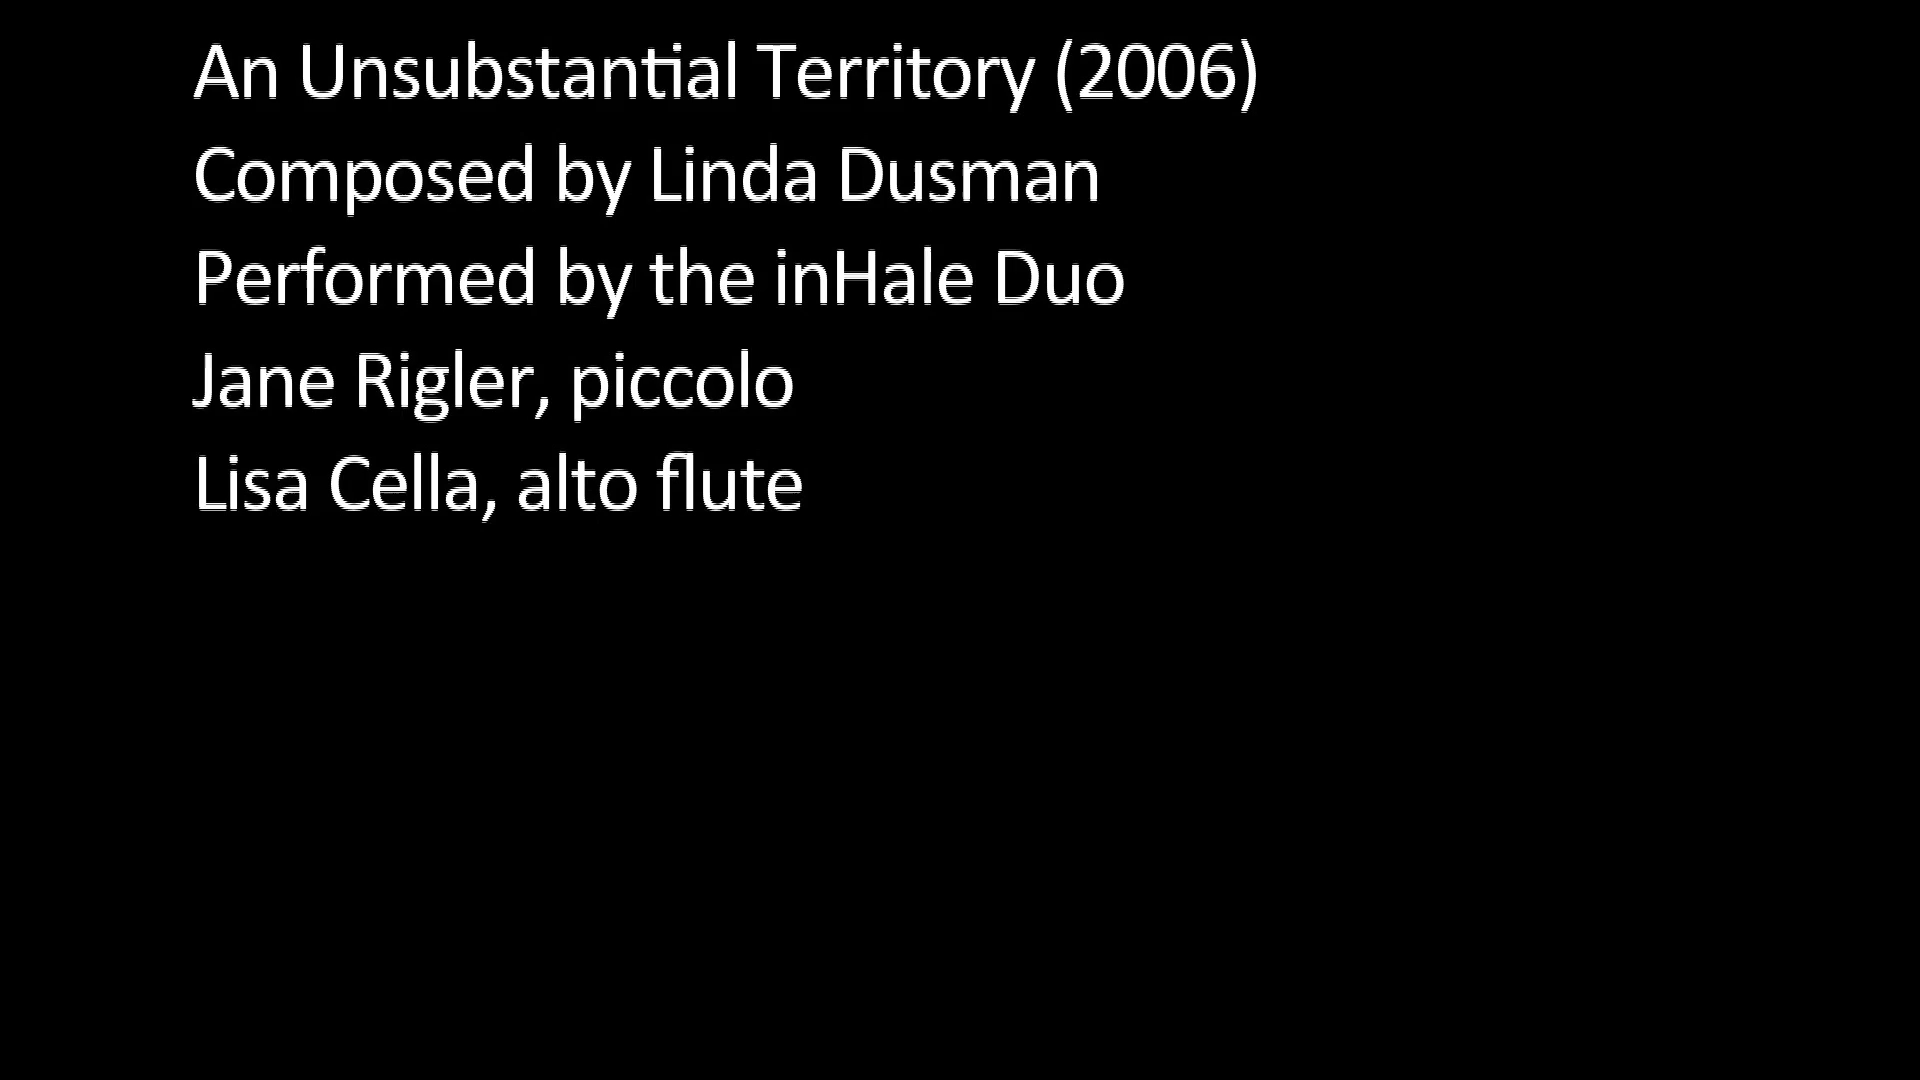 An Unsubstantial Territory (2006)
Composed by Linda Dusman
Performed by the inHale Duo
Jane Rigler, piccolo
Lisa Cella, alto flute